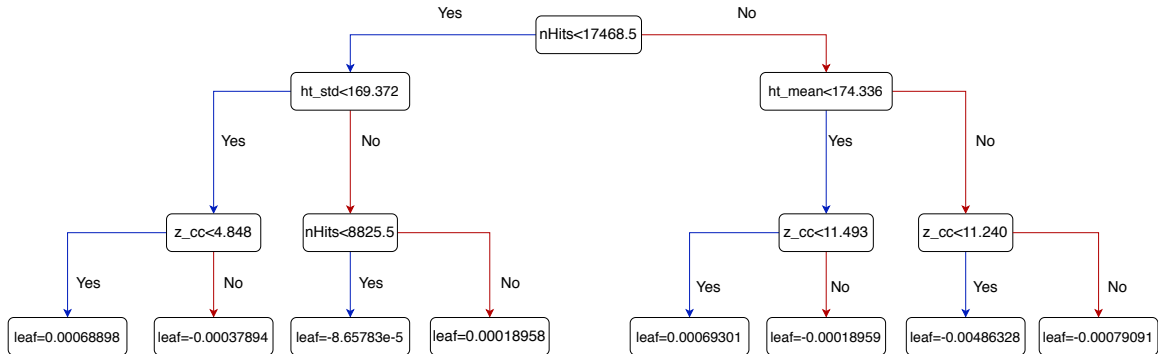 Yes
No
nHits<17468.5
ht_std<169.372
ht_mean<174.336
Yes
No
Yes
No
z_cc<4.848
nHits<8825.5
z_cc<11.493
z_cc<11.240
Yes
No
Yes
No
Yes
No
Yes
No
leaf=0.00068898
leaf=-0.00037894
leaf=-8.65783e-5
leaf=0.00018958
leaf=0.00069301
leaf=-0.00018959
leaf=-0.00486328
leaf=-0.00079091